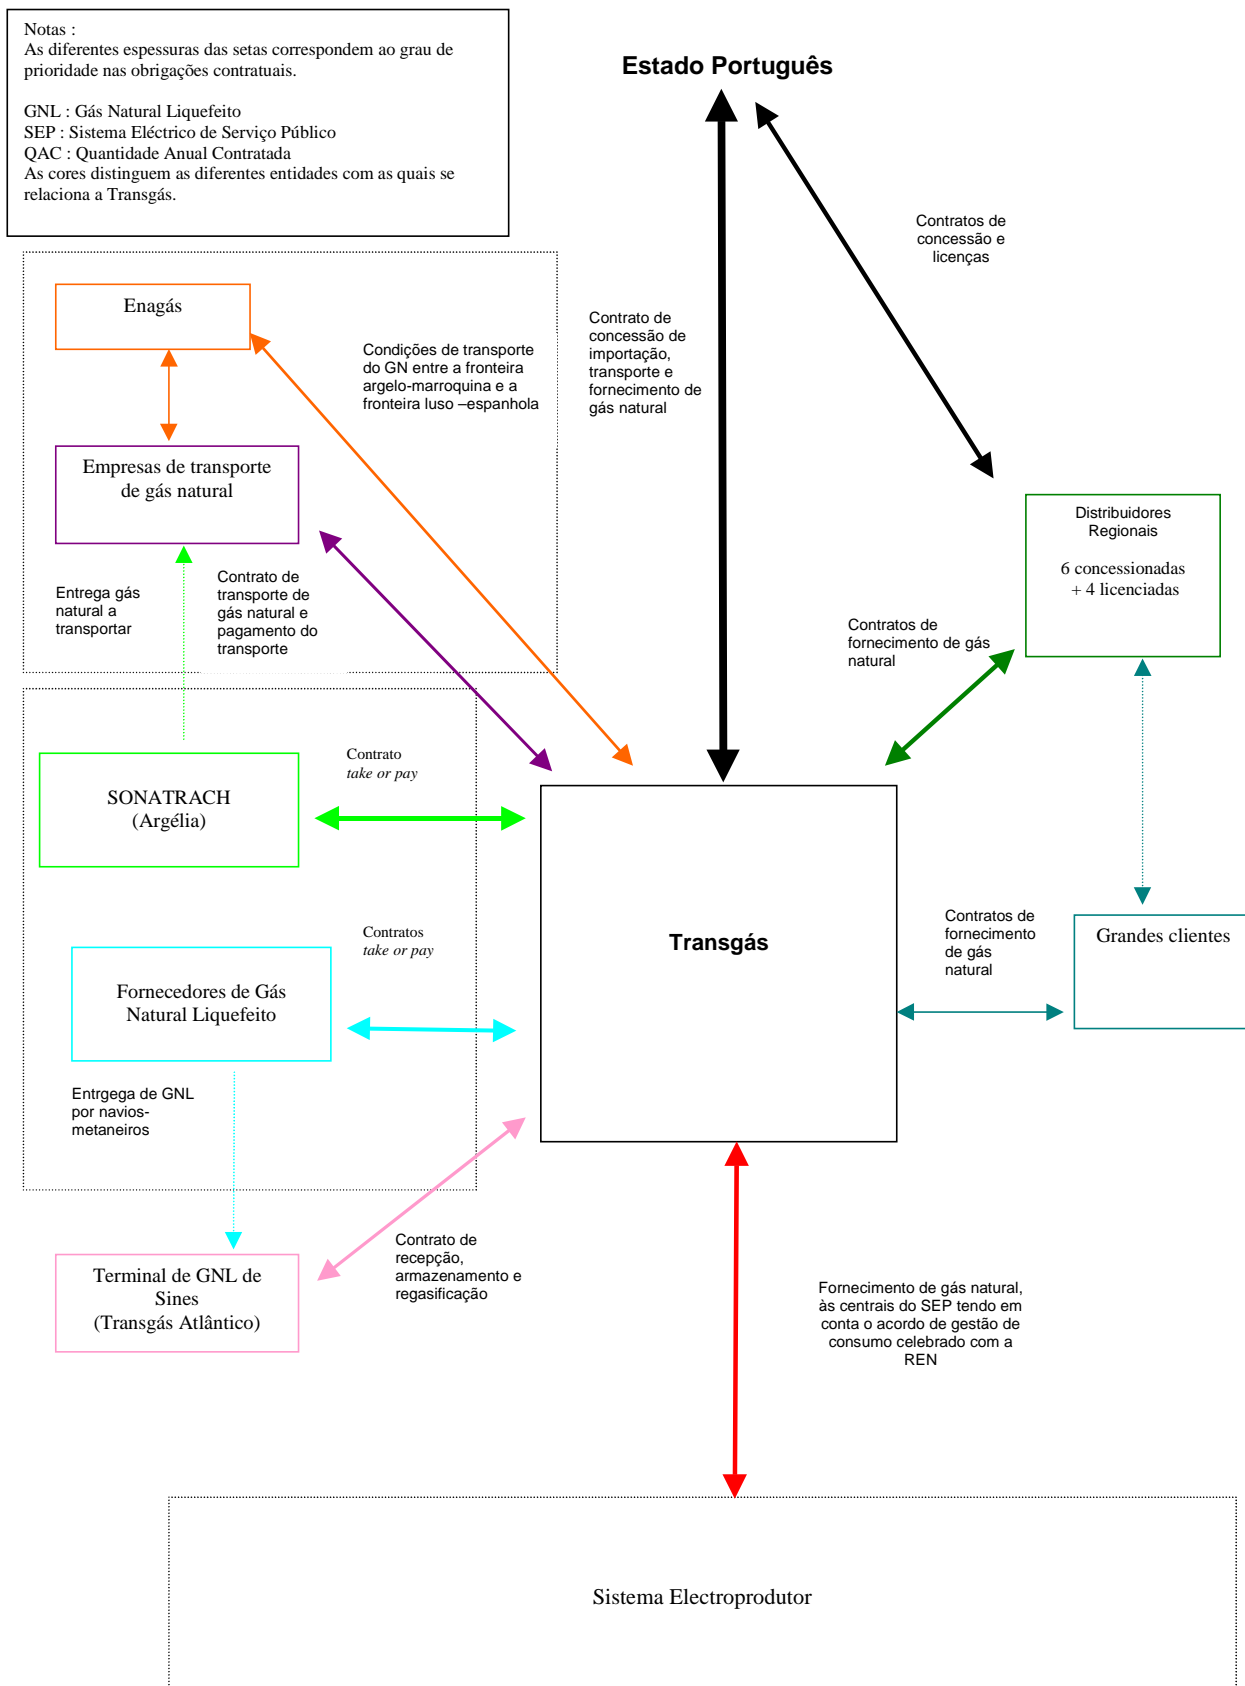 Notas :
As diferentes espessuras das setas correspondem ao grau de
prioridade nas obrigações contratuais.
GNL : Gás Natural Liquefeito
SEP : Sistema Eléctrico de Serviço Público
QAC : Quantidade Anual Contratada
As cores distinguem as diferentes entidades com as quais se
relaciona a Transgás.
Estado Português
Contratos de
concessão e
licenças
Enagás
Condições de transporte
do GN entre a fronteira
argelo-marroquina e a
fronteira luso –espanhola
Contrato de
concessão de
importação,
transporte e
fornecimento de
gás natural
Empresas de transporte
de gás natural
Distribuidores
Regionais
6 concessionadas
+ 4 licenciadas
Entrega gás
natural a
transportar
Contrato de
transporte de
gás natural e
pagamento do
transporte
Contratos de
fornecimento de gás
natural
Contrato
take or pay
SONATRACH
(Argélia)
Transgás
Contratos
take or pay
Fornecedores de Gás
Natural Liquefeito
Contratos de
fornecimento
de gás
natural
Grandes clientes
Entrgega de GNL
por navios-
metaneiros
Contrato de
recepção,
armazenamento e
regasificação
Terminal de GNL de
Sines
(Transgás Atlântico)
Fornecimento de gás natural,
às centrais do SEP tendo em
conta o acordo de gestão de
consumo celebrado com a
REN
Sistema Electroprodutor